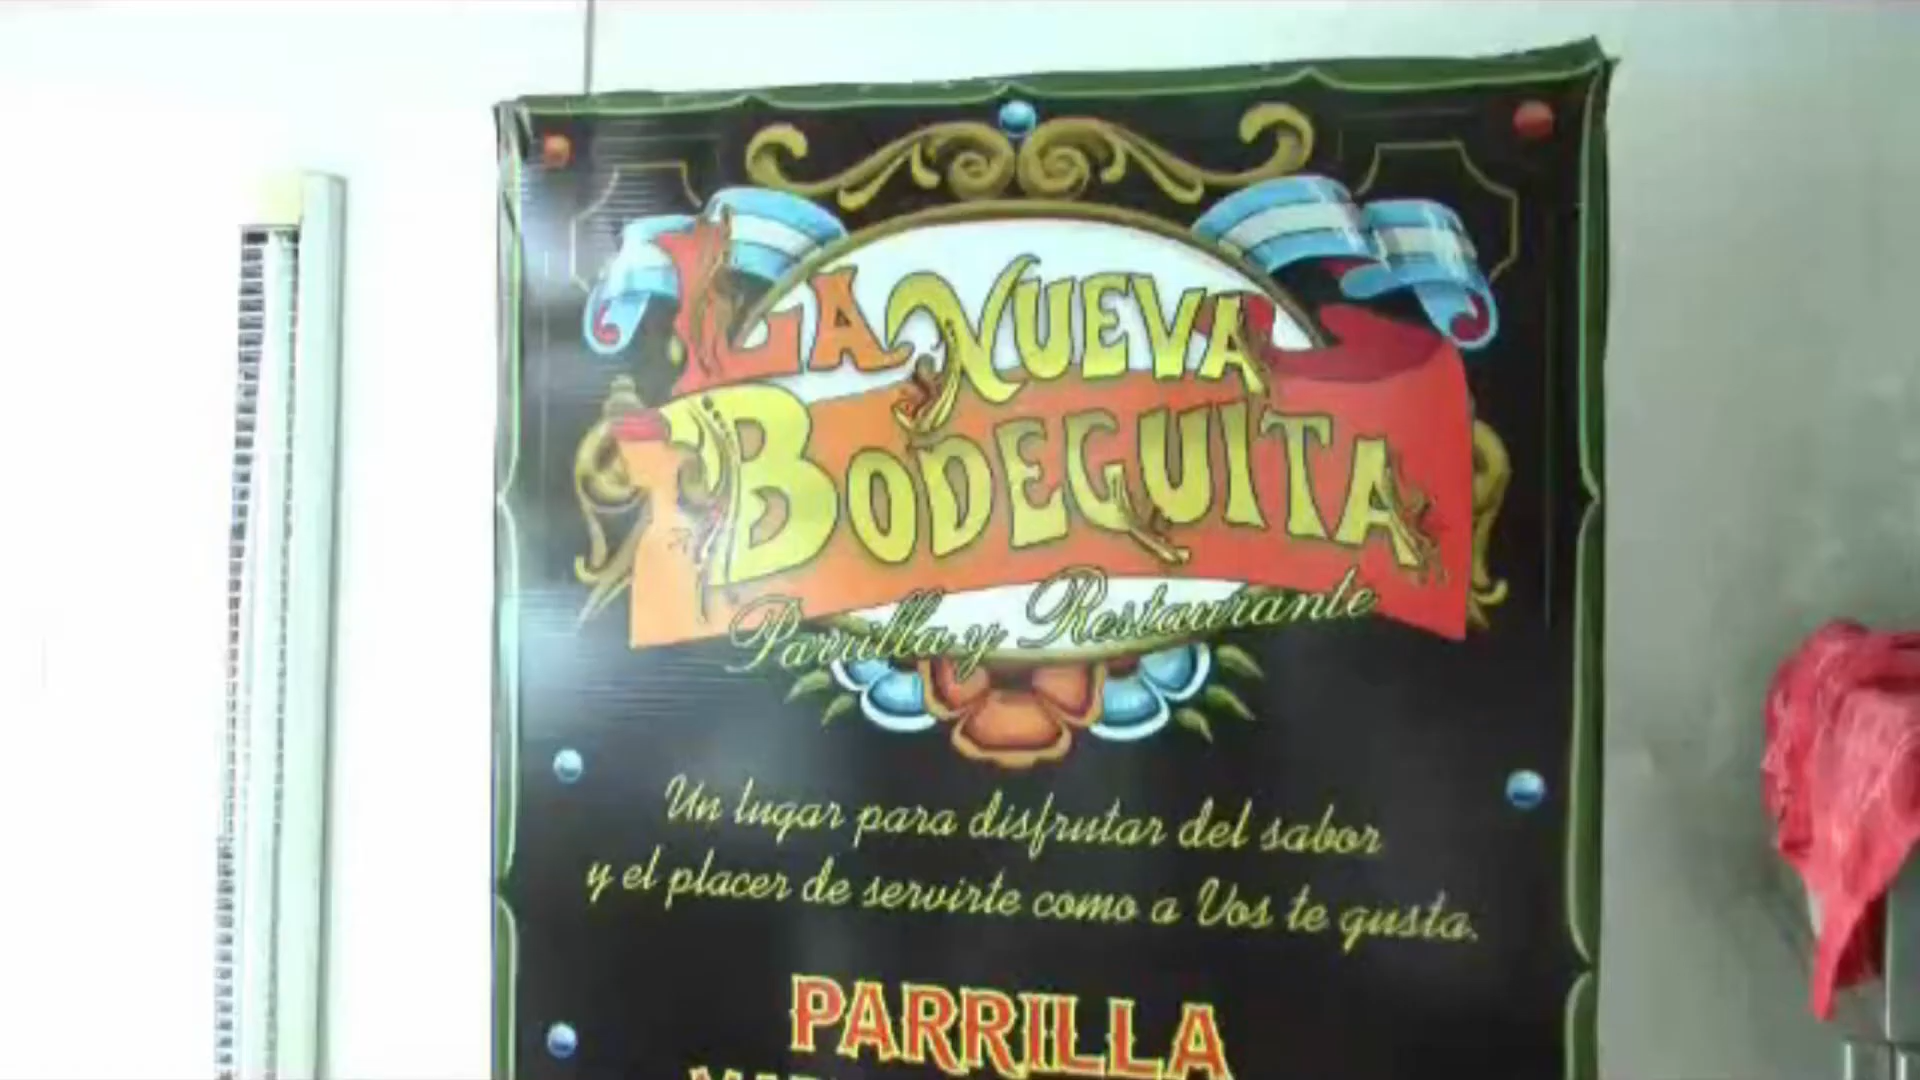 LA NUEVA
BODEGUITA
Parrilla y Restaurante
Un lugar para disfrutar del sabor
y el placer de servirte como a Vos te gusta.
PARRILLA